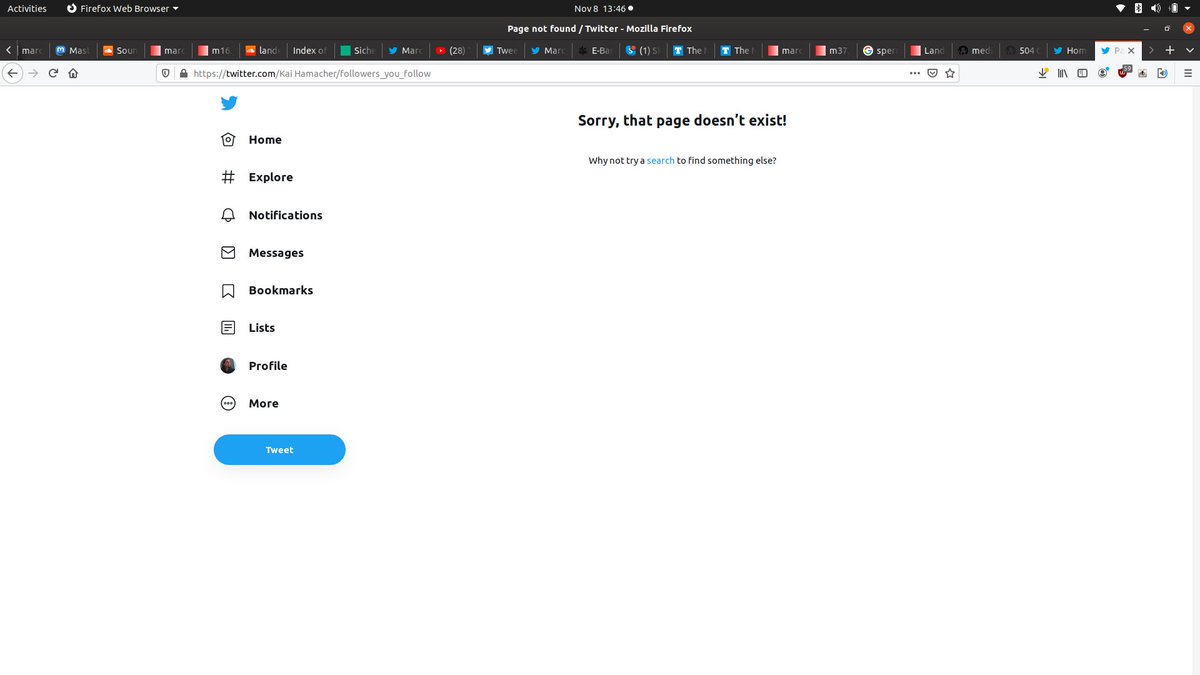 Activities Firefox Web Browser Nov 8 13:46
Page not found / Twitter - Mozilla Firefox
marc Mast Soun marc m16. land Index of Siche Marc (28) Twee Marc E-Ban (1) S The The marc m37. sper Land medi 504 Hom Pa
https://twitter.com/Kai Hamacher/followers_you_follow 59
Sorry, that page doesn’t exist!
Why not try a search to find something else?
Home
Explore
Notifications
Messages
Bookmarks
Lists
Profile
More
Tweet